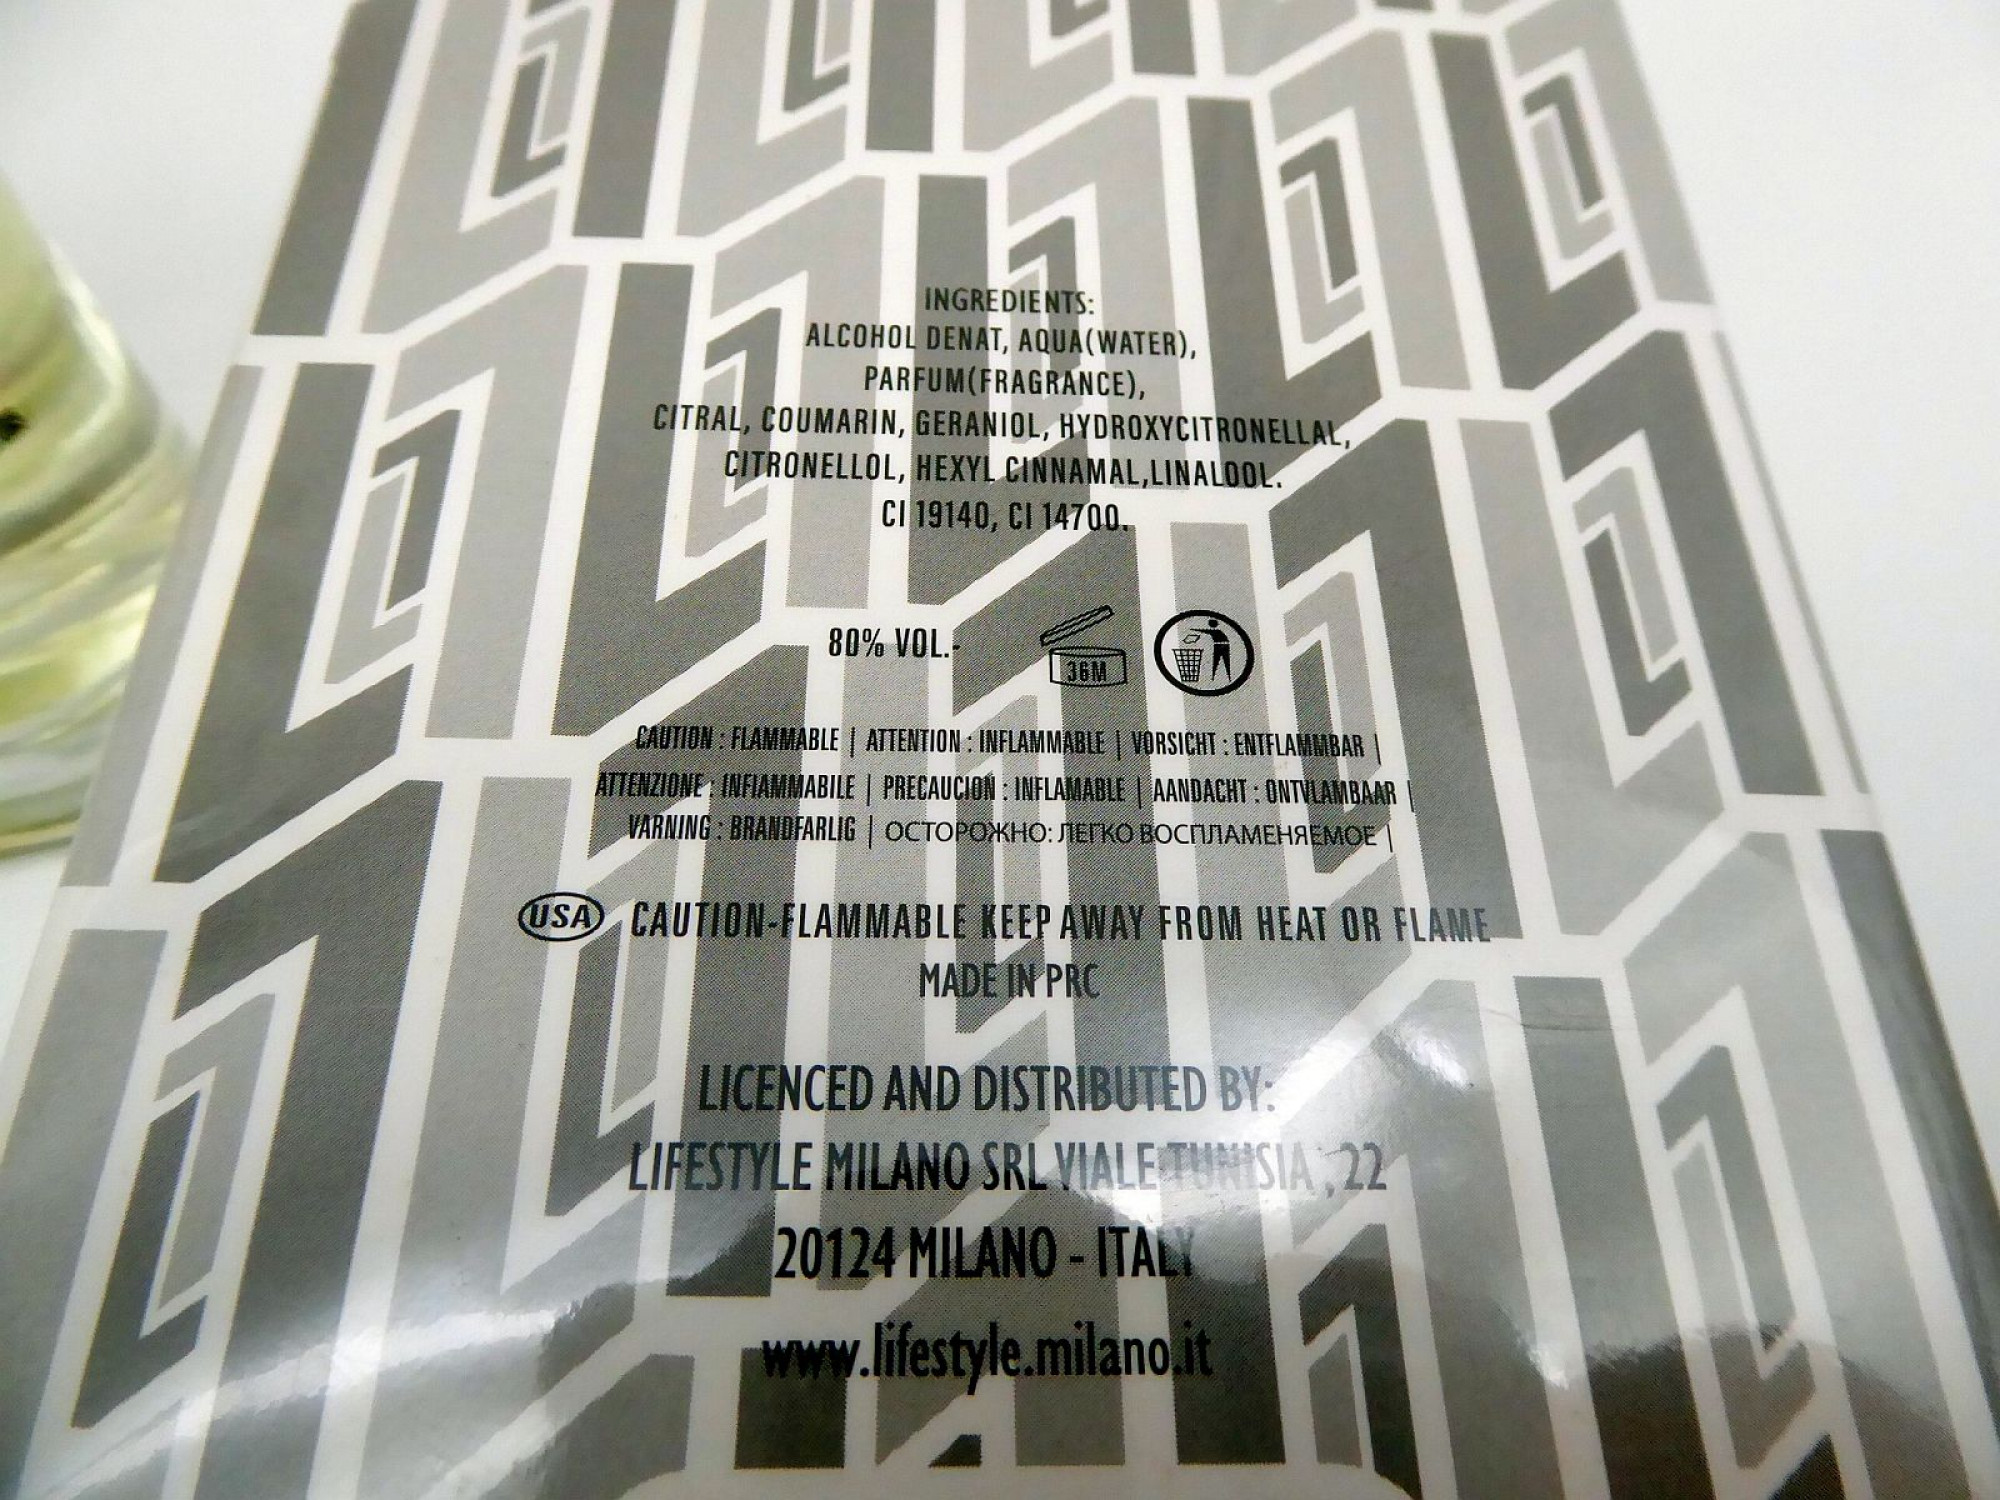 INGREDIENTS:
ALCOHOL DENAT, AQUA(WATER),
PARFUM(FRAGRANCE),
CITRAL, COUMARIN, GERANIOL, HYDROXYCITRONELLAL,
CITRONELLOL, HEXYL CINNAMAL,LINALOOL.
CI 19140, CI 14700.
80% VOL.-
36M
CAUTION : FLAMMABLE | ATTENTION : INFLAMMABLE | VORSICHT : ENTFLAMMBAR |
ATTENZIONE : INFIAMMABILE | PRECAUCION : INFLAMABLE | AANDACHT : ONTVLAMBAAR |
VARNING : BRANDFARLIG | ОСТОРОЖНО: ЛЕГКО ВОСПЛАМЕНЯЕМОЕ |
USA CAUTION-FLAMMABLE KEEP AWAY FROM HEAT OR FLAME
MADE IN PRC
LICENCED AND DISTRIBUTED BY:
LIFESTYLE MILANO SRL VIALE TUNISIA , 22
20124 MILANO - ITALY
www.lifestyle.milano.it